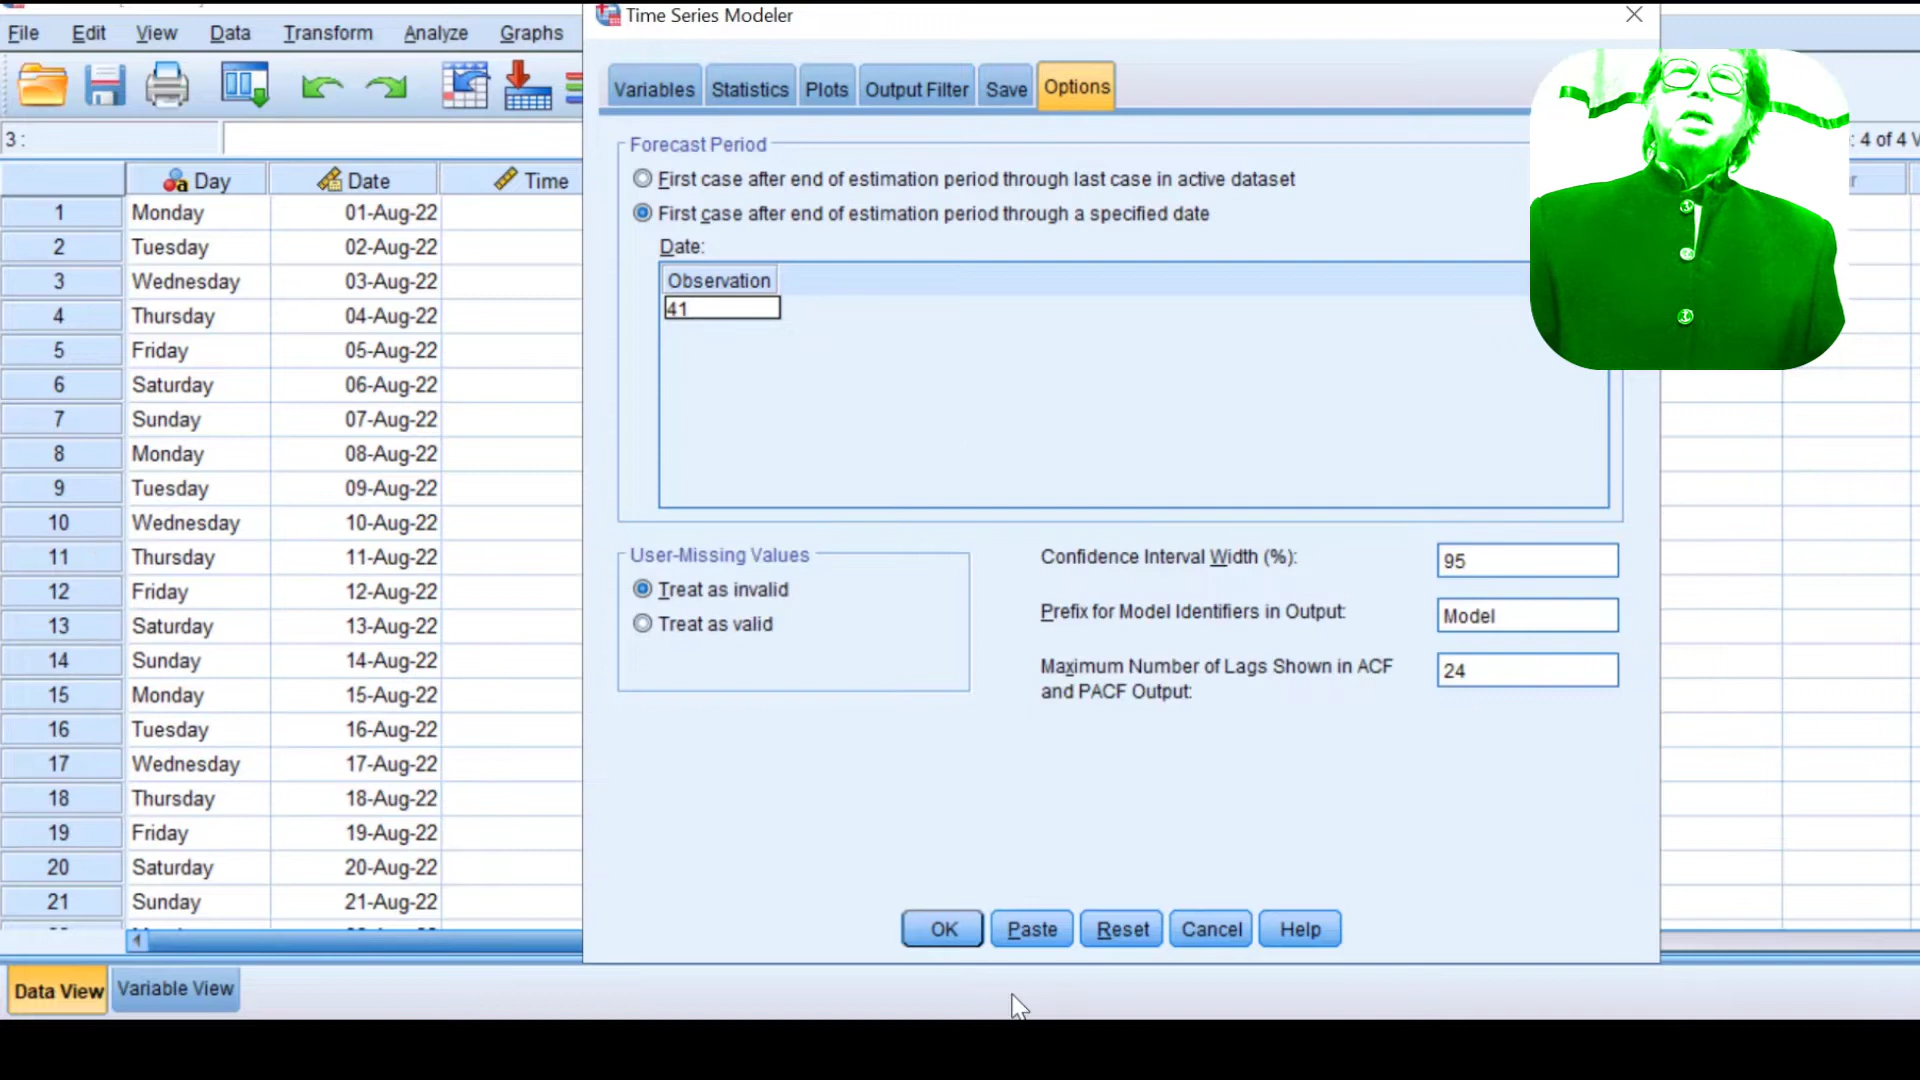 Time Series Modeler
File Edit View Data Transform Analyze Graphs
Variables Statistics Plots Output Filter Save Options
3 :
: 4 of 4 V
Forecast Period
First case after end of estimation period through last case in active dataset
First case after end of estimation period through a specified date
Date:
Observation
41
Day Date Time
1 Monday 01-Aug-22
2 Tuesday 02-Aug-22
3 Wednesday 03-Aug-22
4 Thursday 04-Aug-22
5 Friday 05-Aug-22
6 Saturday 06-Aug-22
7 Sunday 07-Aug-22
8 Monday 08-Aug-22
9 Tuesday 09-Aug-22
10 Wednesday 10-Aug-22
11 Thursday 11-Aug-22
12 Friday 12-Aug-22
13 Saturday 13-Aug-22
14 Sunday 14-Aug-22
15 Monday 15-Aug-22
16 Tuesday 16-Aug-22
17 Wednesday 17-Aug-22
18 Thursday 18-Aug-22
19 Friday 19-Aug-22
20 Saturday 20-Aug-22
21 Sunday 21-Aug-22
User-Missing Values
Treat as invalid
Treat as valid
Confidence Interval Width (%): 95
Prefix for Model Identifiers in Output: Model
Maximum Number of Lags Shown in ACF
and PACF Output: 24
OK Paste Reset Cancel Help
Data View Variable View